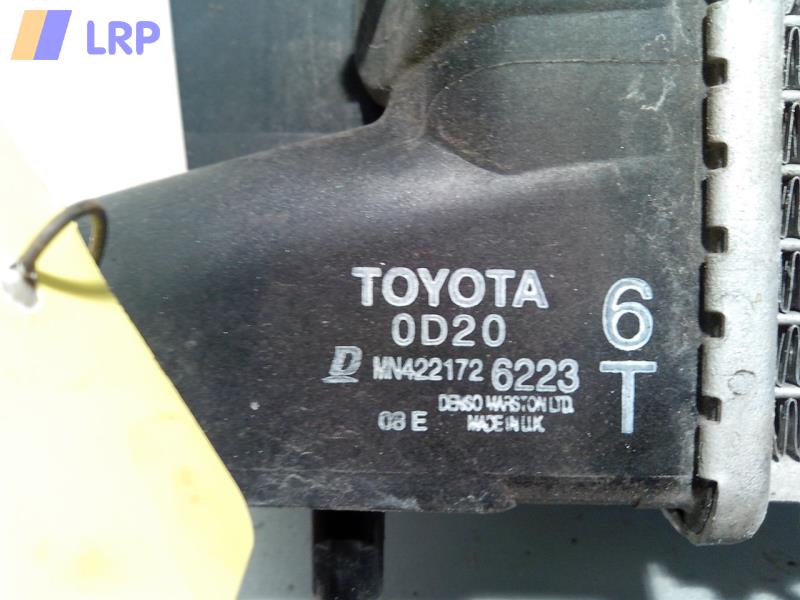 LRP
TOYOTA
0D20
6
MN422172 6223
T
DENSO MARSTON LTD.
08 E
MADE IN U.K.